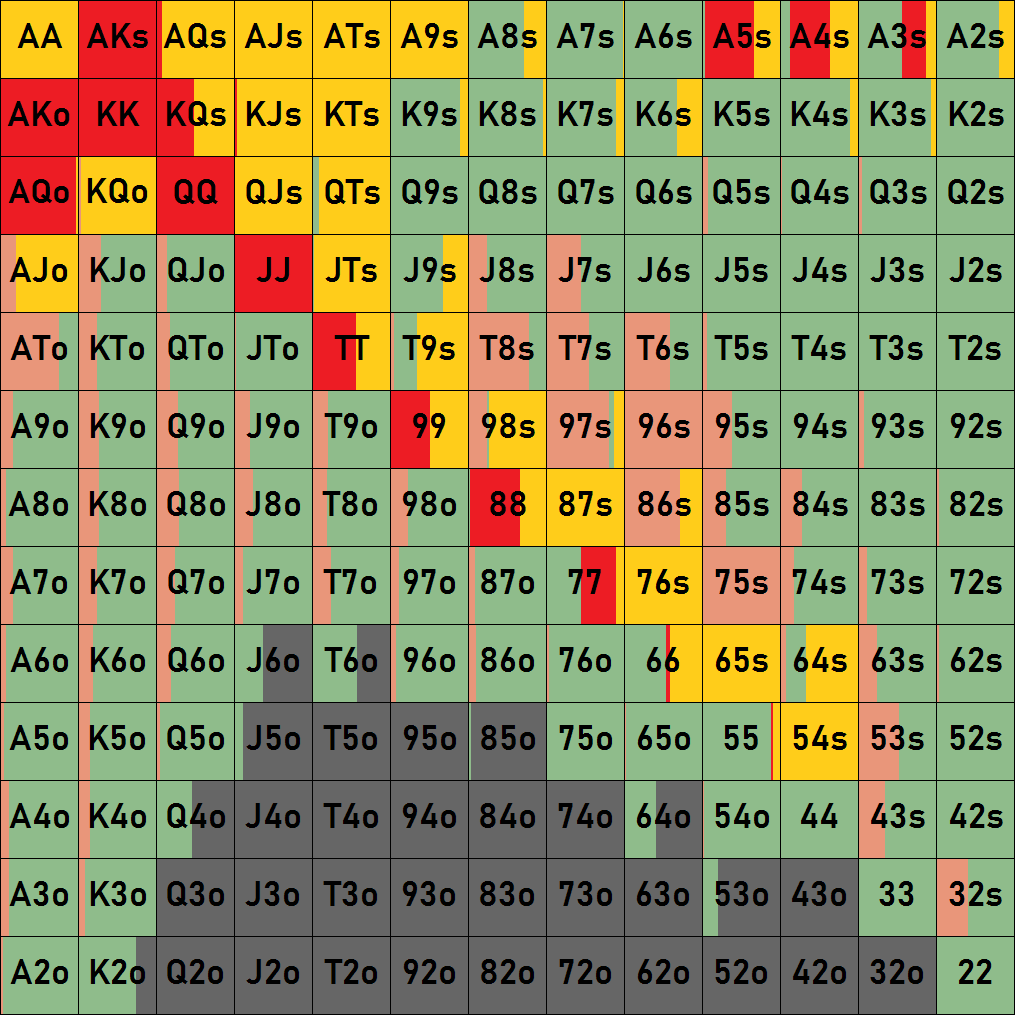 AA AKs AQs AJs ATs A9s A8s A7s A6s A5s A4s A3s A2s
AKo KK KQs KJs KTs K9s K8s K7s K6s K5s K4s K3s K2s
AQo KQo QQ QJs QTs Q9s Q8s Q7s Q6s Q5s Q4s Q3s Q2s
AJo KJo QJo JJ JTs J9s J8s J7s J6s J5s J4s J3s J2s
ATo KTo QTo JTo TT T9s T8s T7s T6s T5s T4s T3s T2s
A9o K9o Q9o J9o T9o 99 98s 97s 96s 95s 94s 93s 92s
A8o K8o Q8o J8o T8o 98o 88 87s 86s 85s 84s 83s 82s
A7o K7o Q7o J7o T7o 97o 87o 77 76s 75s 74s 73s 72s
A6o K6o Q6o J6o T6o 96o 86o 76o 66 65s 64s 63s 62s
A5o K5o Q5o J5o T5o 95o 85o 75o 65o 55 54s 53s 52s
A4o K4o Q4o J4o T4o 94o 84o 74o 64o 54o 44 43s 42s
A3o K3o Q3o J3o T3o 93o 83o 73o 63o 53o 43o 33 32s
A2o K2o Q2o J2o T2o 92o 82o 72o 62o 52o 42o 32o 22